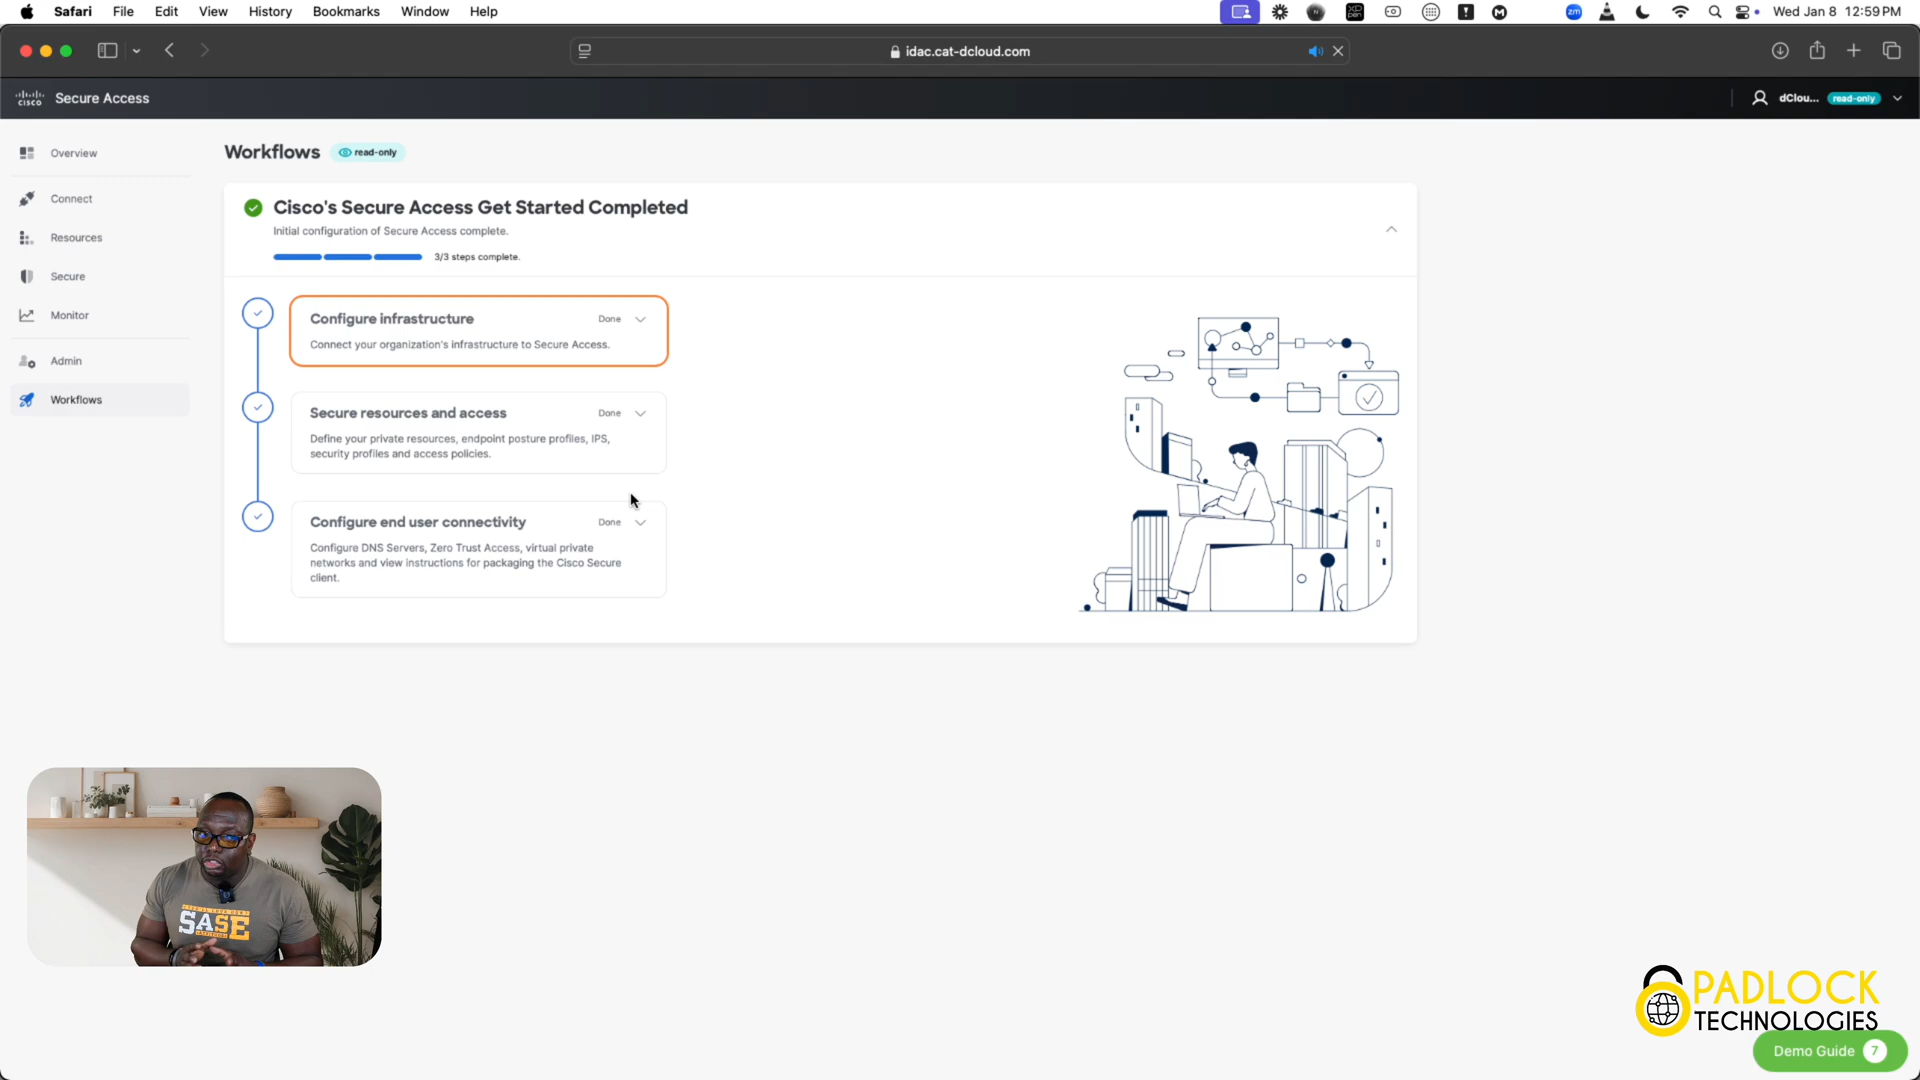 Safari File Edit View History Bookmarks Window Help
zm Wed Jan 8 12:59 PM
idac.cat-dcloud.com
CISCO Secure Access
dClou... read-only
Overview
Connect
Resources
Secure
Monitor
Admin
Workflows
Workflows read-only
Cisco's Secure Access Get Started Completed
Initial configuration of Secure Access complete.
3/3 steps complete.
Configure infrastructure Done
Connect your organization's infrastructure to Secure Access.
Secure resources and access Done
Define your private resources, endpoint posture profiles, IPS,
security profiles and access policies.
Configure end user connectivity Done
Configure DNS Servers, Zero Trust Access, virtual private
networks and view instructions for packaging the Cisco Secure
client.
SASE
PADLOCK
TECHNOLOGIES
Demo Guide 7